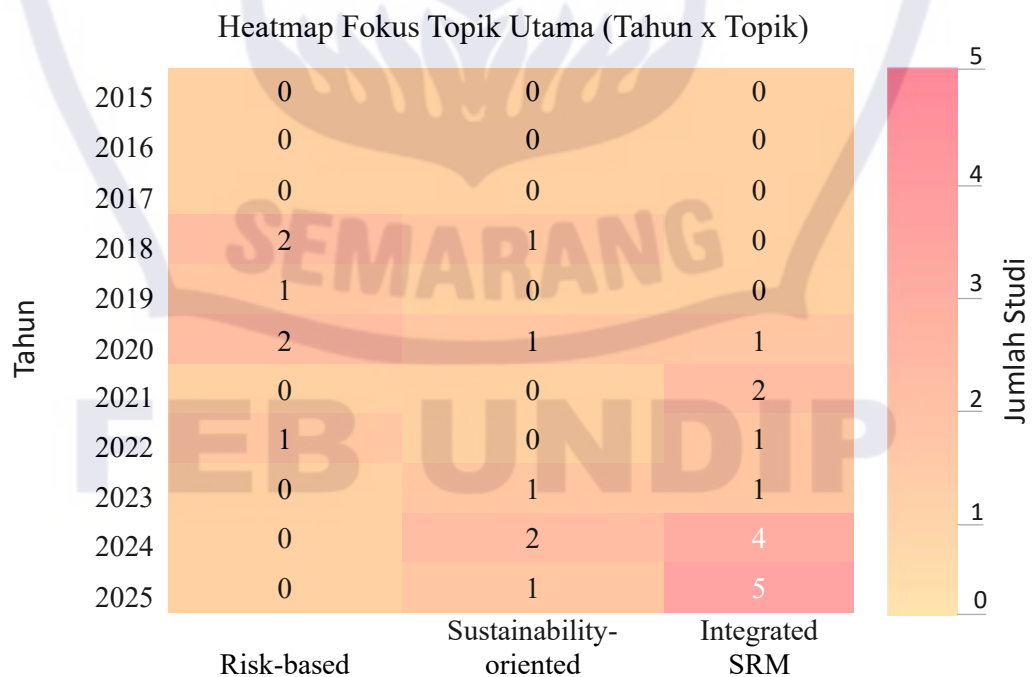 Heatmap Fokus Topik Utama (Tahun x Topik)
5
2015 0 0 0
2016 0 0 0
4
2017 0 0 0
2018 2 1 0
3
2019 1 0 0
2020 2 1 1
2021 0 0 2
2
2022 1 0 1
2023 0 1 1
1
2024 0 2 4
2025 0 1 5
0
Tahun
Jumlah Studi
Risk-based
Sustainability-
oriented
Integrated
SRM
SEMARANG
FEB UNDIP